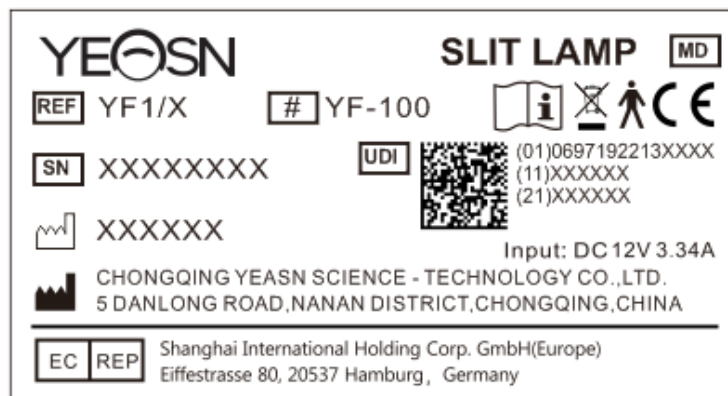 YEASN
SLIT LAMP MD
REF YF1/X # YF-100
CE
SN XXXXXXXX
UDI (01)0697192213XXXX
(11)XXXXXX
(21)XXXXXX
XXXXXX
Input: DC12V 3.34A
CHONGQING YEASN SCIENCE - TECHNOLOGY CO.,LTD.
5 DANLONG ROAD,NANAN DISTRICT,CHONGQING,CHINA
EC REP Shanghai International Holding Corp. GmbH(Europe)
Eiffestrasse 80, 20537 Hamburg, Germany